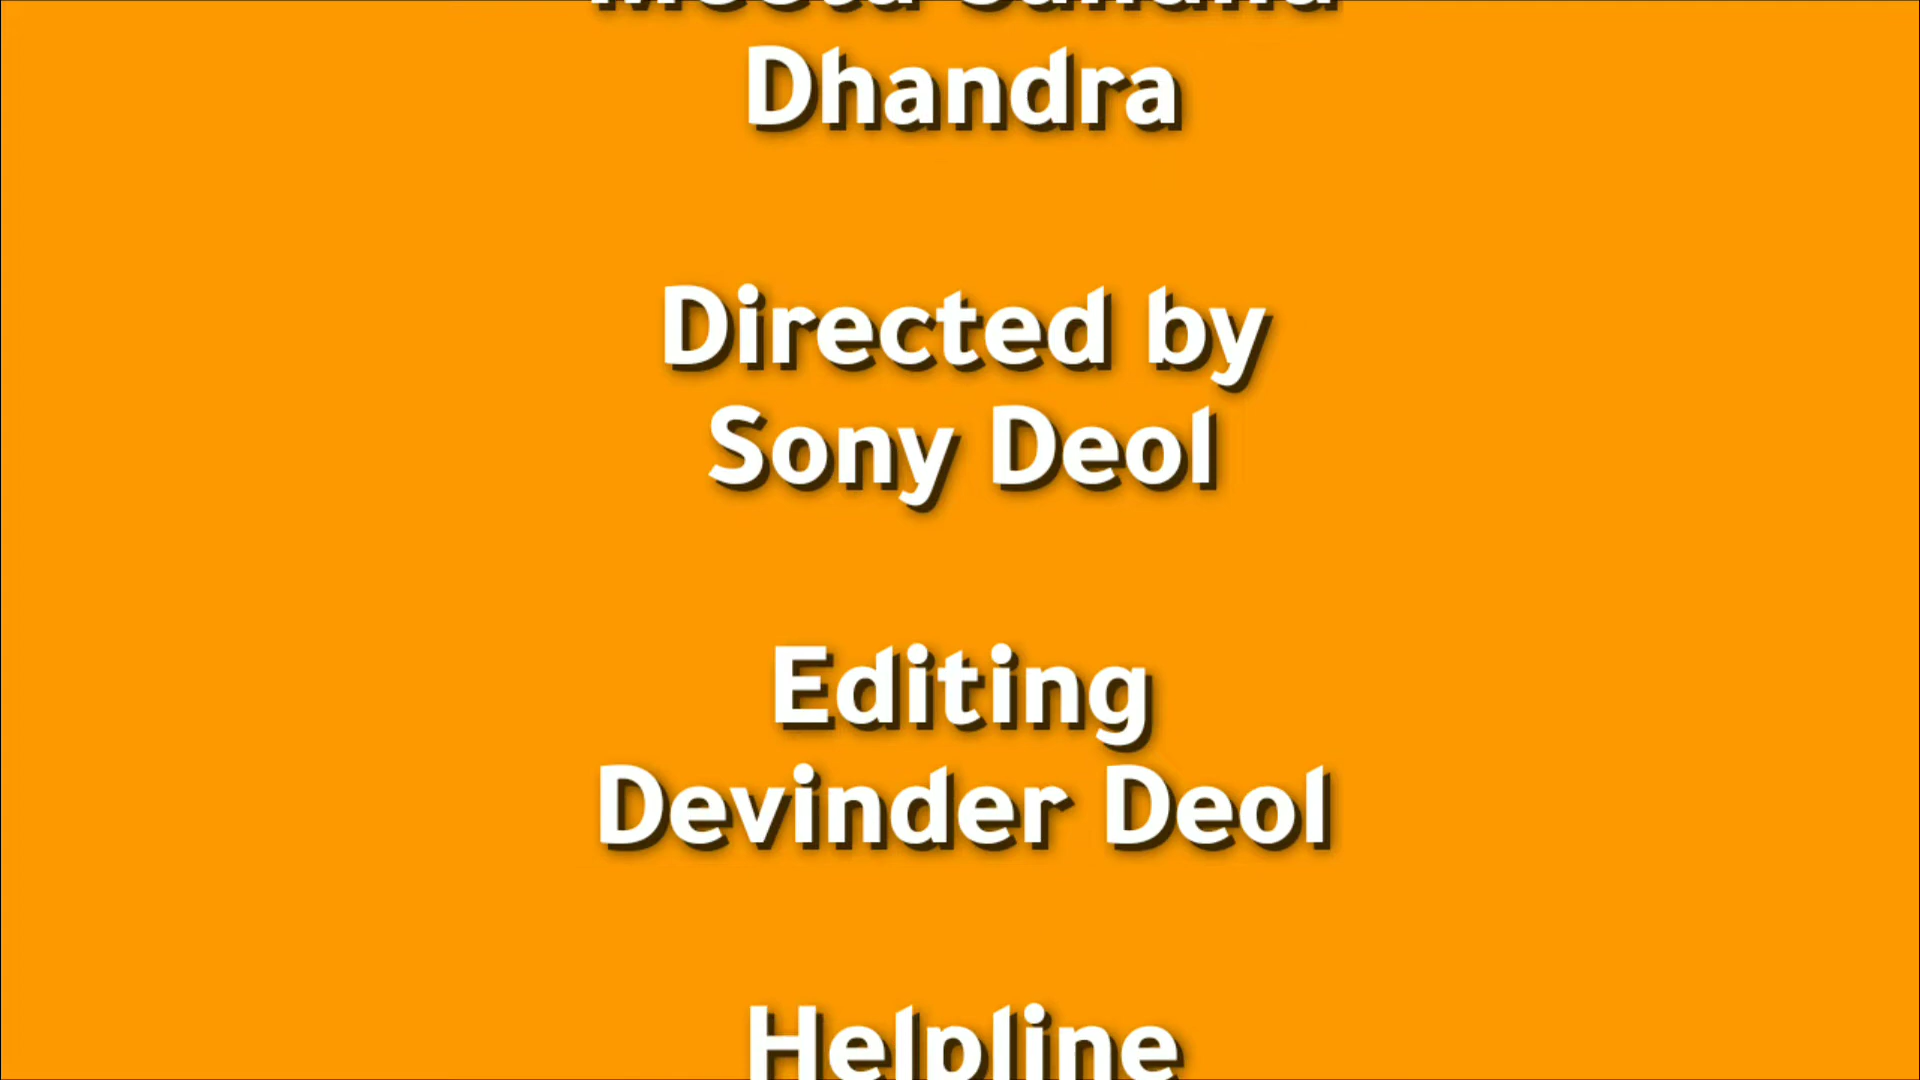 Dhandra
Directed by
Sony Deol
Editing
Devinder Deol
Helpline